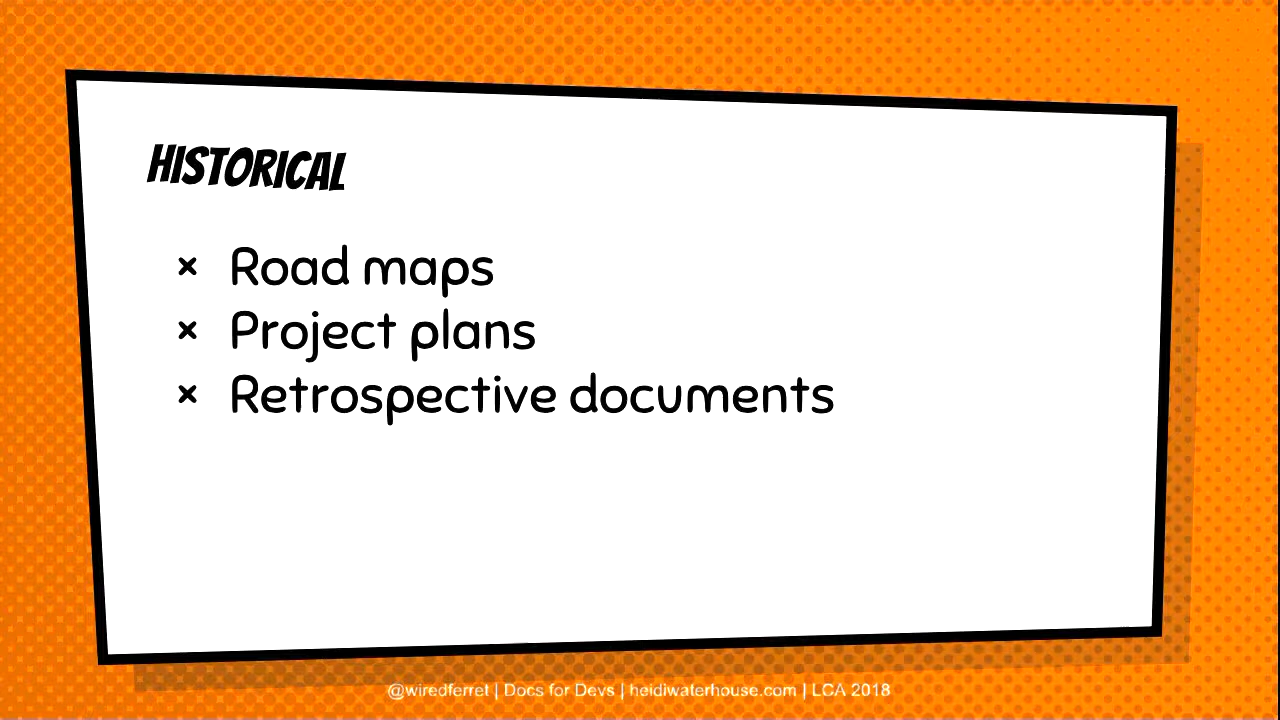 HISTORICAL
× Road maps
× Project plans
× Retrospective documents
@wiredferret | Docs for Devs | heidiwaterhouse.com | LCA 2018